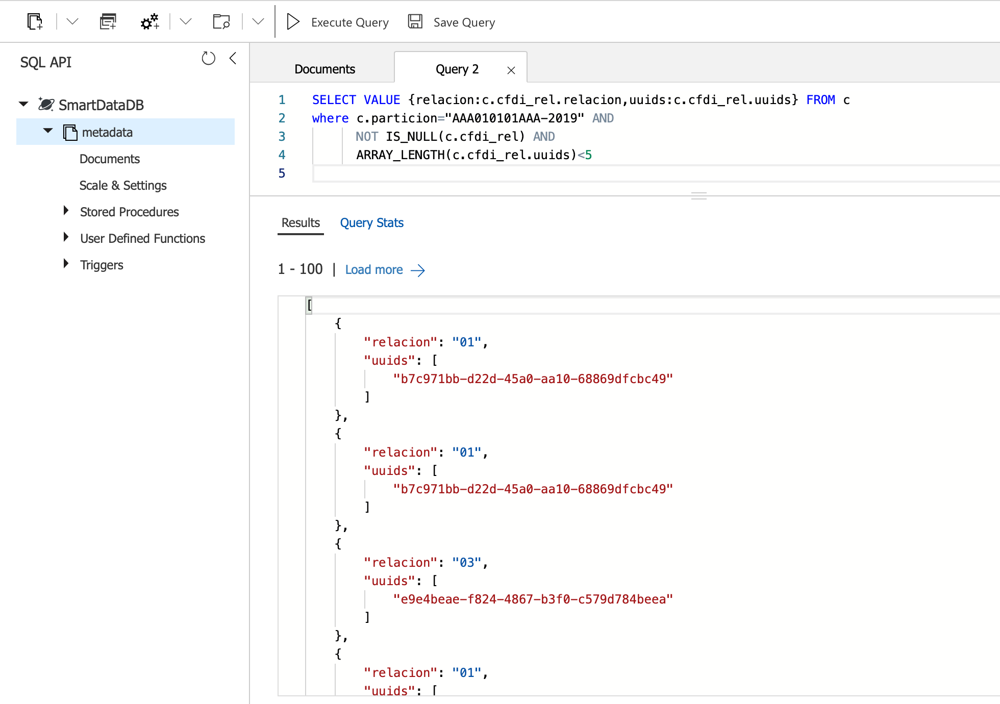 Execute Query
Save Query
SQL API
SmartDataDB
metadata
Documents
Scale & Settings
Stored Procedures
User Defined Functions
Triggers
Documents
Query 2
1 SELECT VALUE {relacion:c.cfdi_rel.relacion,uuids:c.cfdi_rel.uuids} FROM c
2 where c.particion="AAA010101AAA-2019" AND
3 NOT IS_NULL(c.cfdi_rel) AND
4 ARRAY_LENGTH(c.cfdi_rel.uuids)<5
5
Results Query Stats
1 - 100 | Load more
[
{
"relacion": "01",
"uuids": [
"b7c971bb-d22d-45a0-aa10-68869dfcbc49"
]
},
{
"relacion": "01",
"uuids": [
"b7c971bb-d22d-45a0-aa10-68869dfcbc49"
]
},
{
"relacion": "03",
"uuids": [
"e9e4beae-f824-4867-b3f0-c579d784beea"
]
},
{
"relacion": "01",
"uuids": [